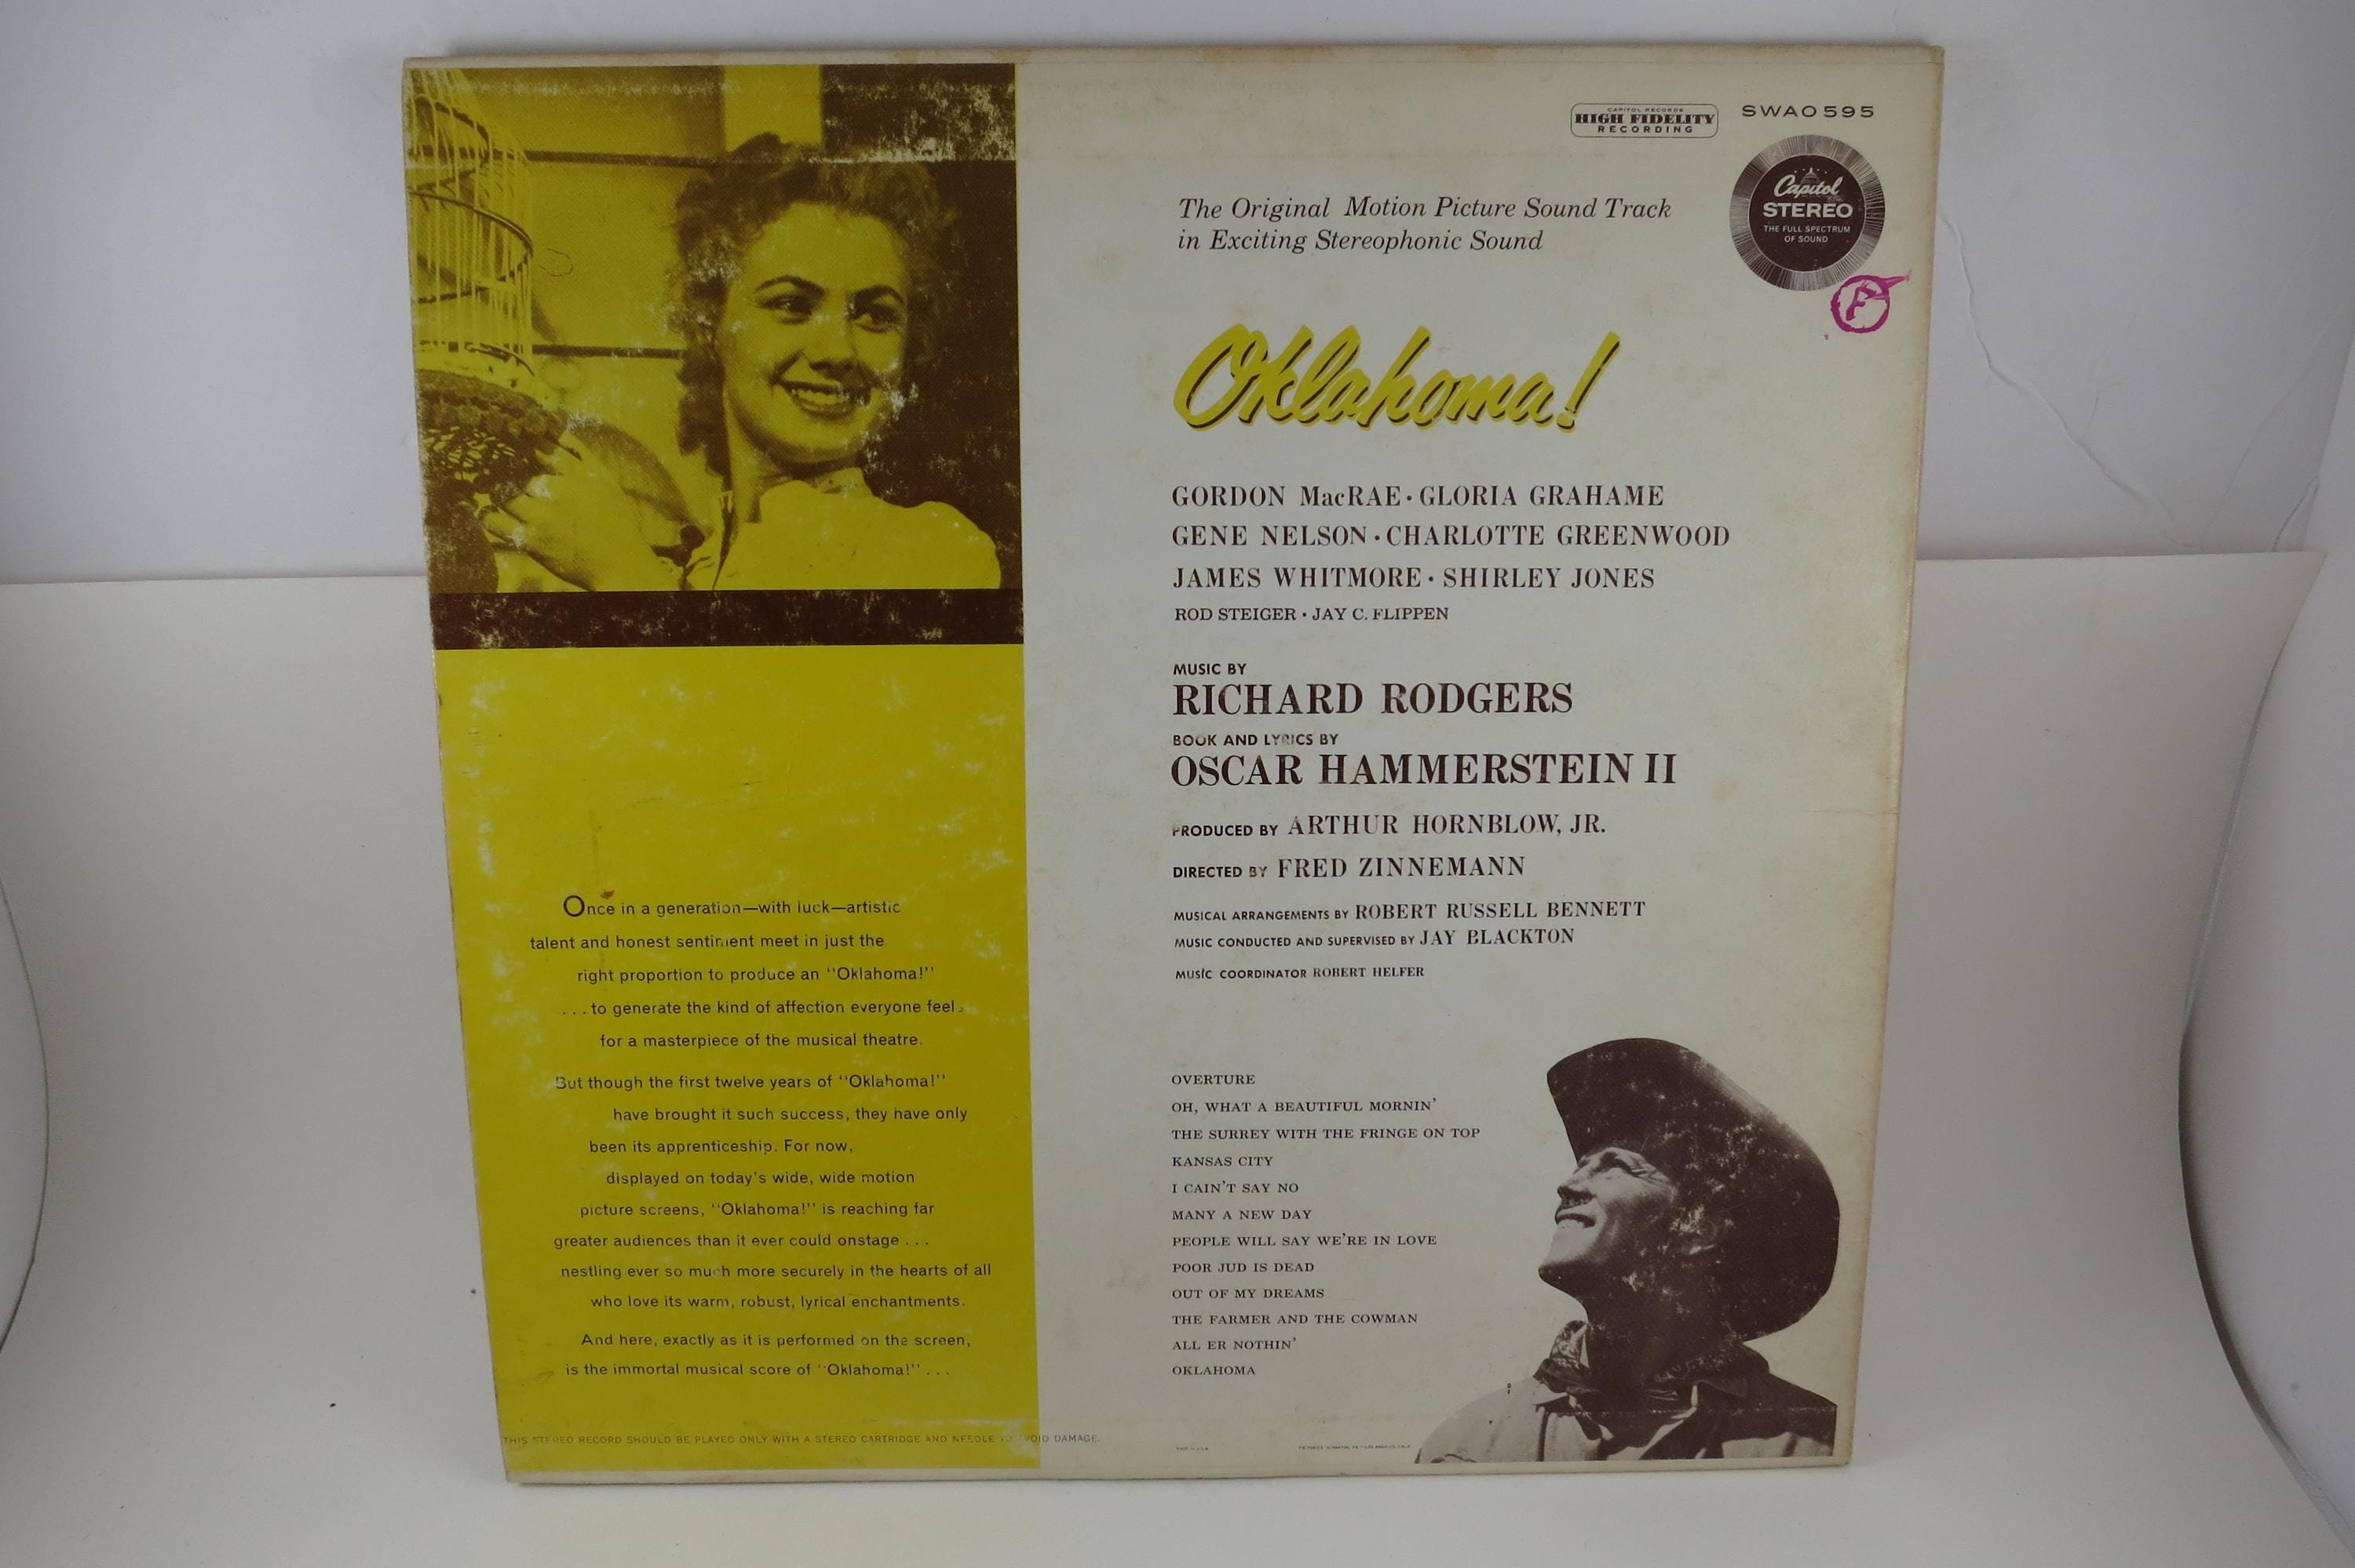 CAPITOL RECORDS
HIGH FIDELITY
RECORDING
SWAO 595
Capitol
STEREO
THE FULL SPECTRUM
OF SOUND
F
The Original Motion Picture Sound Track
in Exciting Stereophonic Sound
Oklahoma!
GORDON MacRAE · GLORIA GRAHAME
GENE NELSON · CHARLOTTE GREENWOOD
JAMES WHITMORE · SHIRLEY JONES
ROD STEIGER · JAY C. FLIPPEN
MUSIC BY
RICHARD RODGERS
BOOK AND LYRICS BY
OSCAR HAMMERSTEIN II
PRODUCED BY ARTHUR HORNBLOW, JR.
DIRECTED BY FRED ZINNEMANN
MUSICAL ARRANGEMENTS BY ROBERT RUSSELL BENNETT
MUSIC CONDUCTED AND SUPERVISED BY JAY BLACKTON
MUSIC COORDINATOR ROBERT HELFER
OVERTURE
OH, WHAT A BEAUTIFUL MORNIN'
THE SURREY WITH THE FRINGE ON TOP
KANSAS CITY
I CAIN'T SAY NO
MANY A NEW DAY
PEOPLE WILL SAY WE'RE IN LOVE
POOR JUD IS DEAD
OUT OF MY DREAMS
THE FARMER AND THE COWMAN
ALL ER NOTHIN'
OKLAHOMA
Once in a generation—with luck—artistic
talent and honest sentiment meet in just the
right proportion to produce an "Oklahoma!"
. . . to generate the kind of affection everyone feels
for a masterpiece of the musical theatre.
But though the first twelve years of "Oklahoma!"
have brought it such success, they have only
been its apprenticeship. For now,
displayed on today's wide, wide motion
picture screens, "Oklahoma!" is reaching far
greater audiences than it ever could onstage . . .
nestling ever so much more securely in the hearts of all
who love its warm, robust, lyrical enchantments.
And here, exactly as it is performed on the screen,
is the immortal musical score of "Oklahoma!" . . .
THIS STEREO RECORD SHOULD BE PLAYED ONLY WITH A STEREO CARTRIDGE AND NEEDLE TO AVOID DAMAGE.